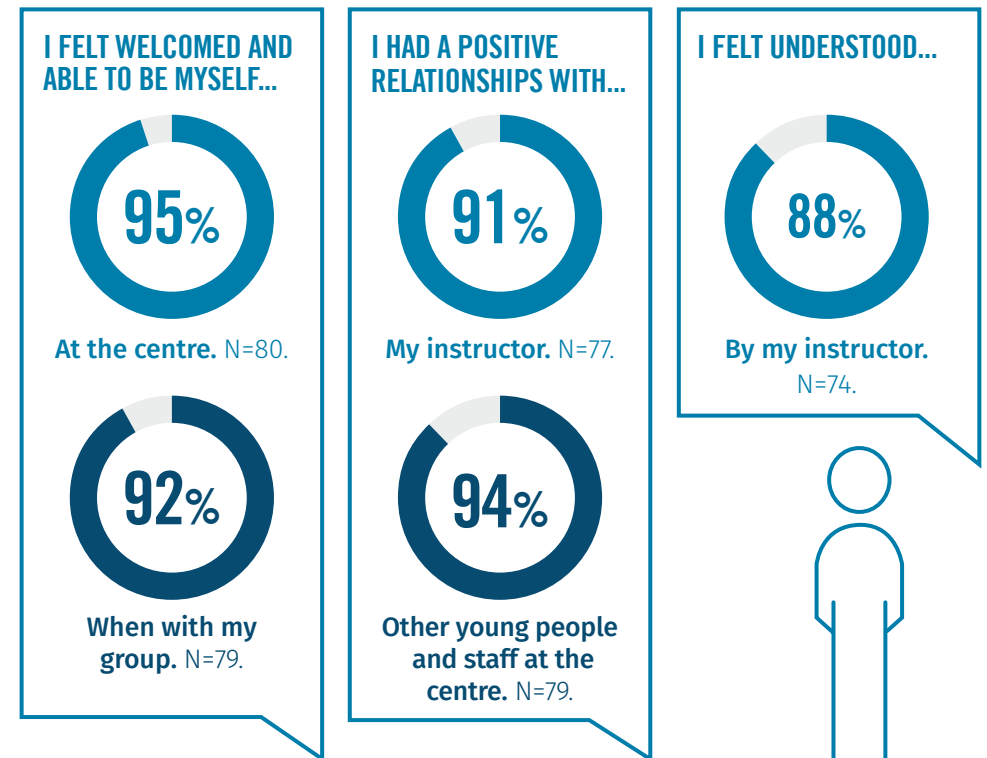 I FELT WELCOMED AND
ABLE TO BE MYSELF...
95%
At the centre. N=80.
92%
When with my
group. N=79.
I HAD A POSITIVE
RELATIONSHIPS WITH...
91%
My instructor. N=77.
94%
Other young people
and staff at the
centre. N=79.
I FELT UNDERSTOOD...
88%
By my instructor.
N=74.